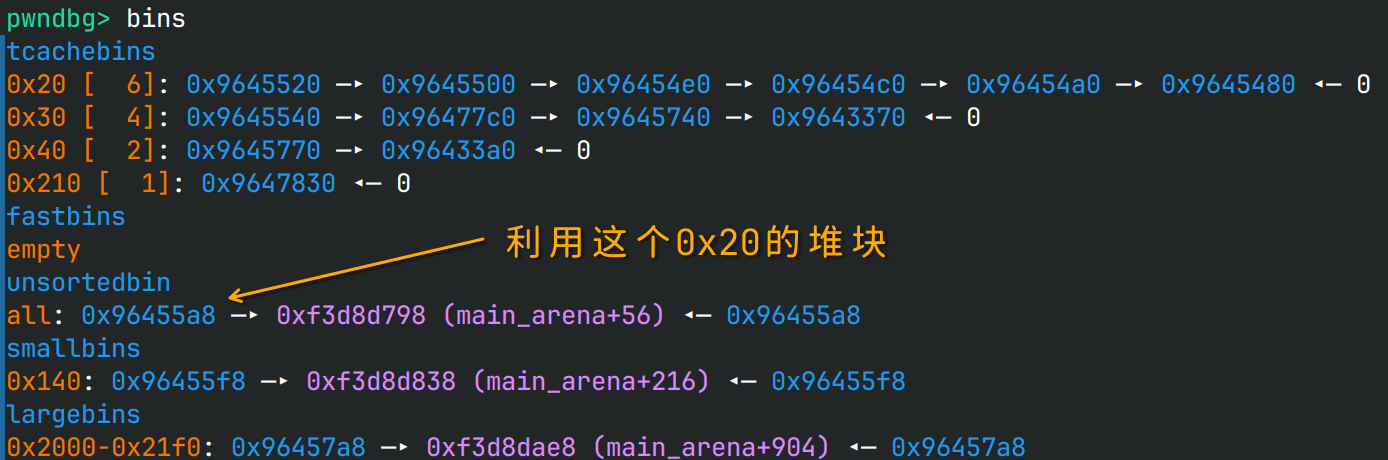 pwndbg> bins
tcachebins
0x20 [  6]: 0x9645520 —▸ 0x9645500 —▸ 0x96454e0 —▸ 0x96454c0 —▸ 0x96454a0 —▸ 0x9645480 ◂— 0
0x30 [  4]: 0x9645540 —▸ 0x96477c0 —▸ 0x9645740 —▸ 0x9643370 ◂— 0
0x40 [  2]: 0x9645770 —▸ 0x96433a0 ◂— 0
0x210 [  1]: 0x9647830 ◂— 0
fastbins
empty
利用这个0x20的堆块
unsortedbin
all: 0x96455a8 —▸ 0xf3d8d798 (main_arena+56) ◂— 0x96455a8
smallbins
0x140: 0x96455f8 —▸ 0xf3d8d838 (main_arena+216) ◂— 0x96455f8
largebins
0x2000-0x21f0: 0x96457a8 —▸ 0xf3d8dae8 (main_arena+904) ◂— 0x96457a8